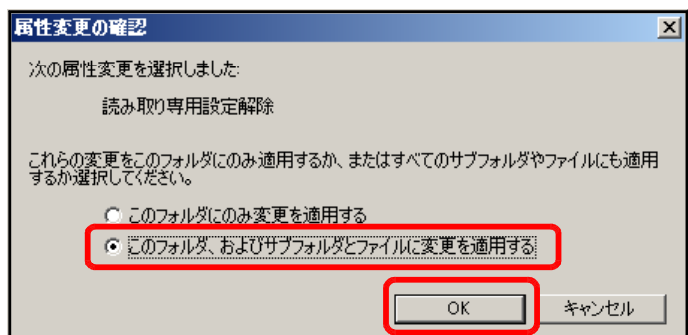 属性変更の確認
次の属性変更を選択しました:
読み取り専用設定解除
これらの変更をこのフォルダにのみ適用するか、またはすべてのサブフォルダやファイルにも適用
するか選択してください。
このフォルダにのみ変更を適用する
このフォルダ、およびサブフォルダとファイルに変更を適用する
OK キャンセル